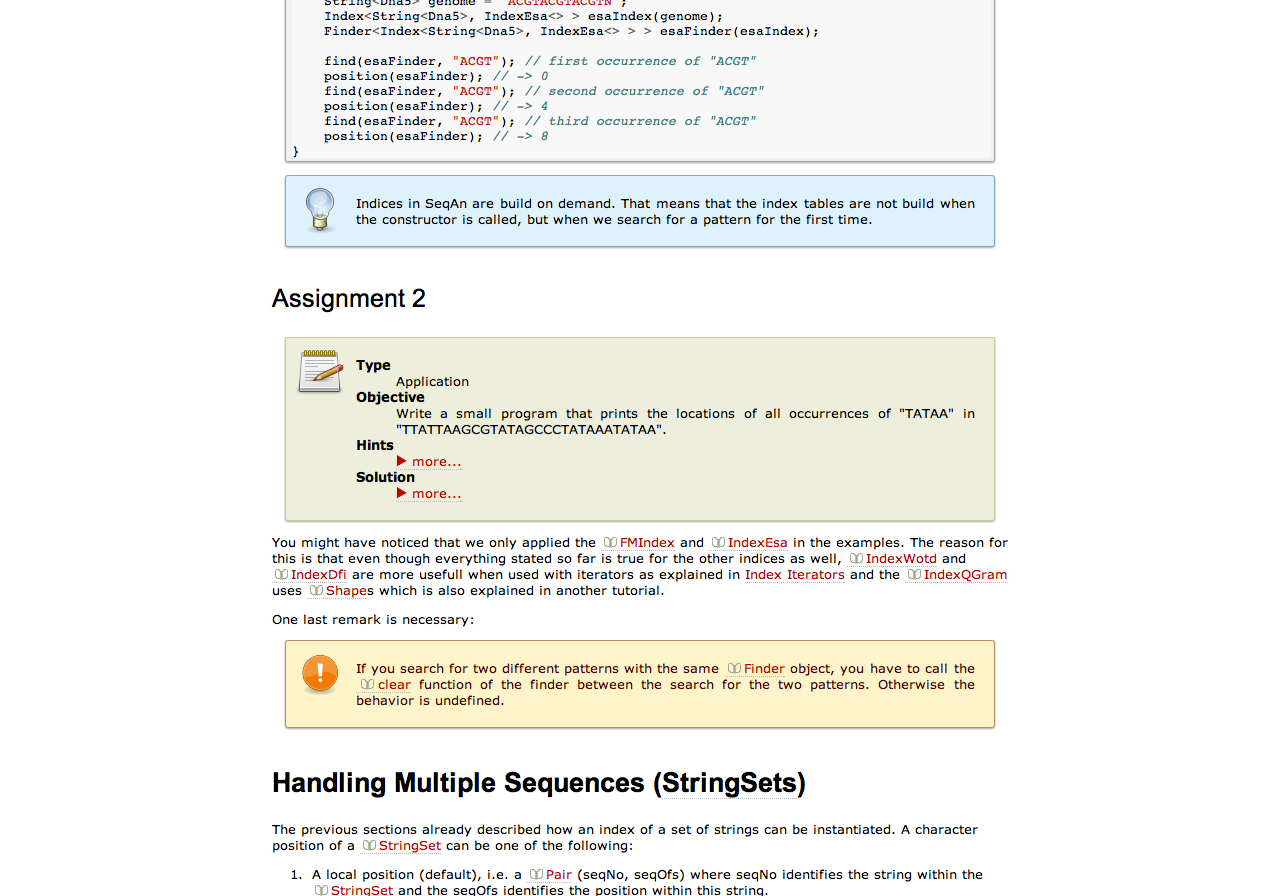 String<Dna5> genome = "ACGTACGTACGTN";
Index<String<Dna5>, IndexEsa<> > esaIndex(genome);
Finder<Index<String<Dna5>, IndexEsa<> > > esaFinder(esaIndex);
find(esaFinder, "ACGT"); // first occurrence of "ACGT"
position(esaFinder); // -> 0
find(esaFinder, "ACGT"); // second occurrence of "ACGT"
position(esaFinder); // -> 4
find(esaFinder, "ACGT"); // third occurrence of "ACGT"
position(esaFinder); // -> 8
}
Indices in SeqAn are build on demand. That means that the index tables are not build when
the constructor is called, but when we search for a pattern for the first time.
Assignment 2
Type
Application
Objective
Write a small program that prints the locations of all occurrences of "TATAA" in
"TTATTAAGCGTATAGCCCTATAAATATAA".
Hints
▶ more...
Solution
▶ more...
You might have noticed that we only applied the FMIndex and IndexEsa in the examples. The reason for
this is that even though everything stated so far is true for the other indices as well, IndexWotd and
IndexDfi are more usefull when used with iterators as explained in Index Iterators and the IndexQGram
uses Shapes which is also explained in another tutorial.
One last remark is necessary:
If you search for two different patterns with the same Finder object, you have to call the
clear function of the finder between the search for the two patterns. Otherwise the
behavior is undefined.
Handling Multiple Sequences (StringSets)
The previous sections already described how an index of a set of strings can be instantiated. A character
position of a StringSet can be one of the following:
1. A local position (default), i.e. a Pair (seqNo, seqOfs) where seqNo identifies the string within the
StringSet and the seqOfs identifies the position within this string.